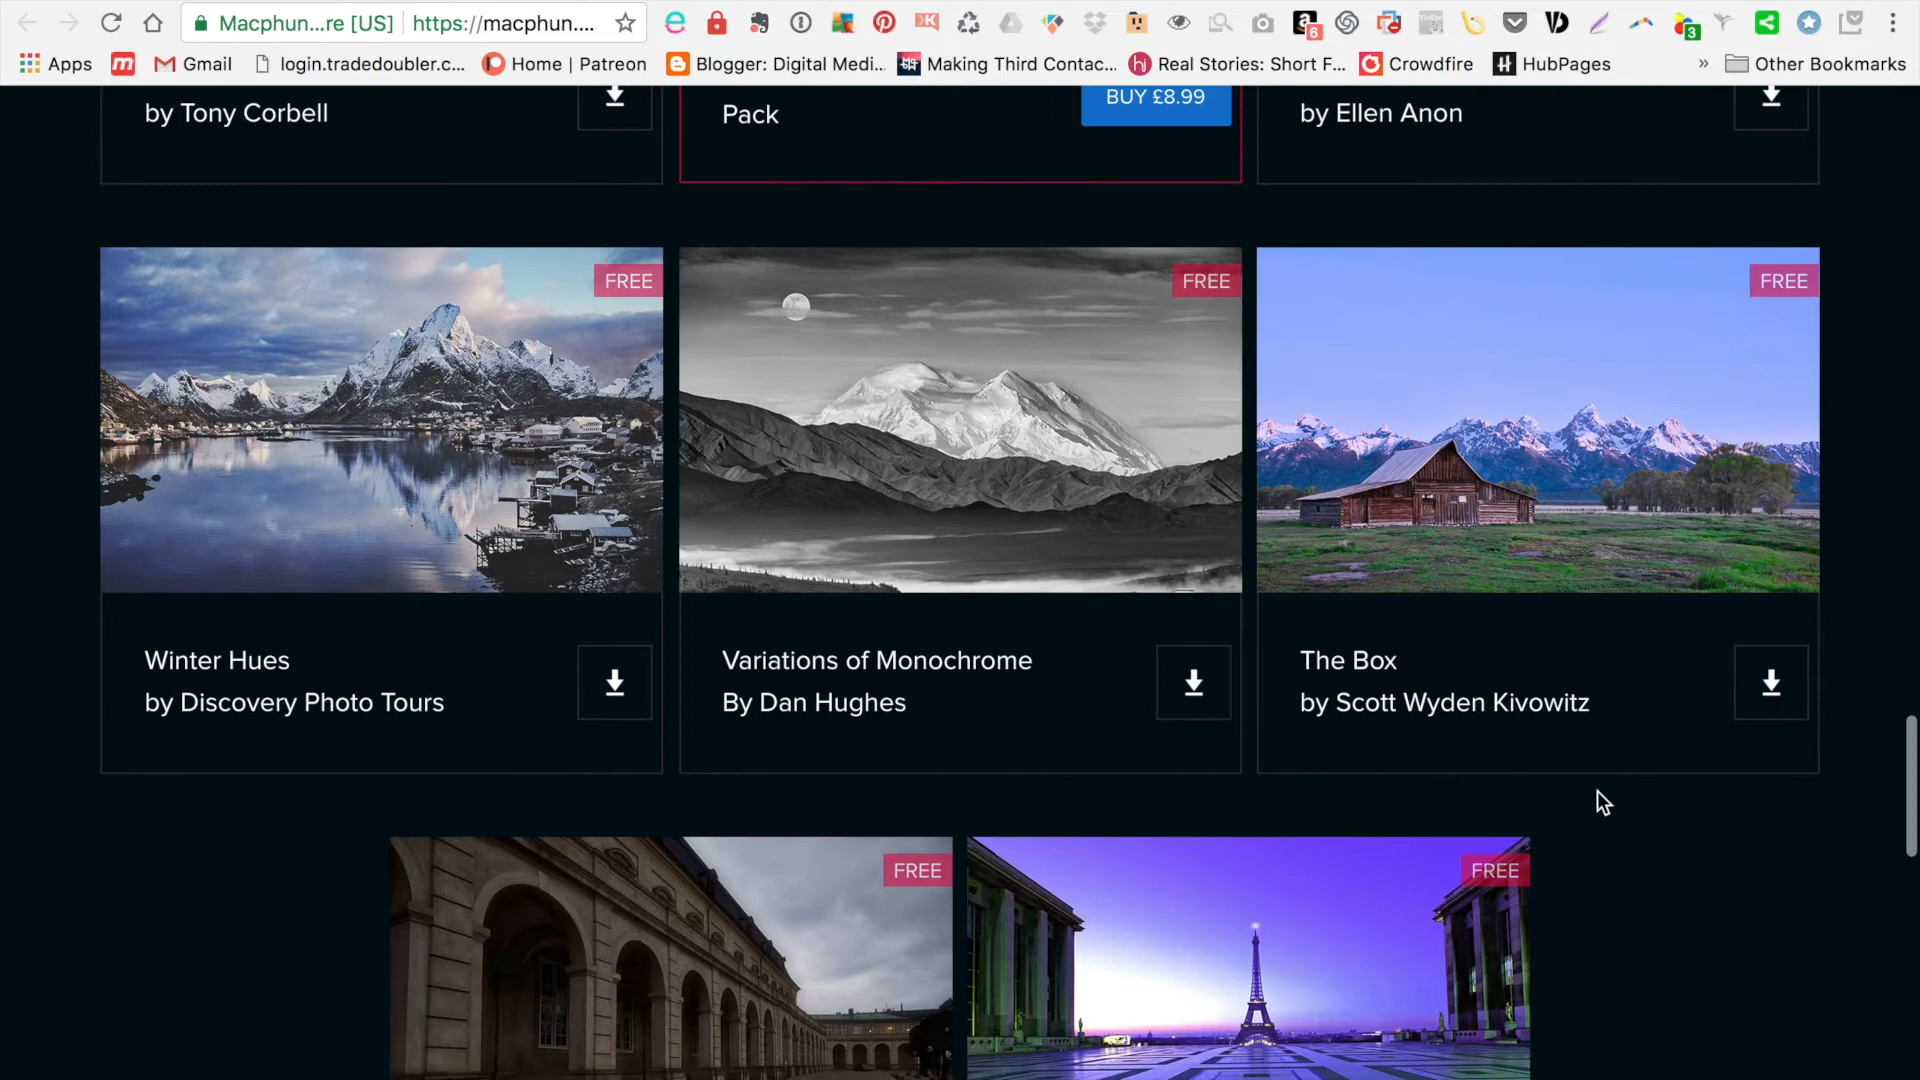 Macphun...re [US] https://macphun....
6
3
Apps
Gmail
login.tradedoubler.c...
Home | Patreon
Blogger: Digital Medi...
Making Third Contac...
Real Stories: Short F...
Crowdfire
HubPages
»
Other Bookmarks
by Tony Corbell
Pack
BUY £8.99
by Ellen Anon
FREE
FREE
FREE
Winter Hues
by Discovery Photo Tours
Variations of Monochrome
By Dan Hughes
The Box
by Scott Wyden Kivowitz
FREE
FREE